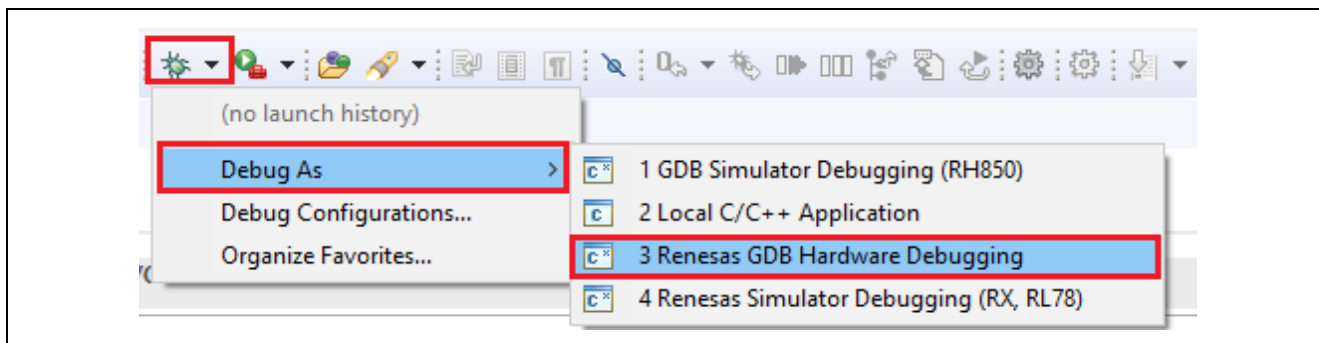 (no launch history)
Debug As
1 GDB Simulator Debugging (RH850)
Debug Configurations...
2 Local C/C++ Application
Organize Favorites...
3 Renesas GDB Hardware Debugging
4 Renesas Simulator Debugging (RX, RL78)